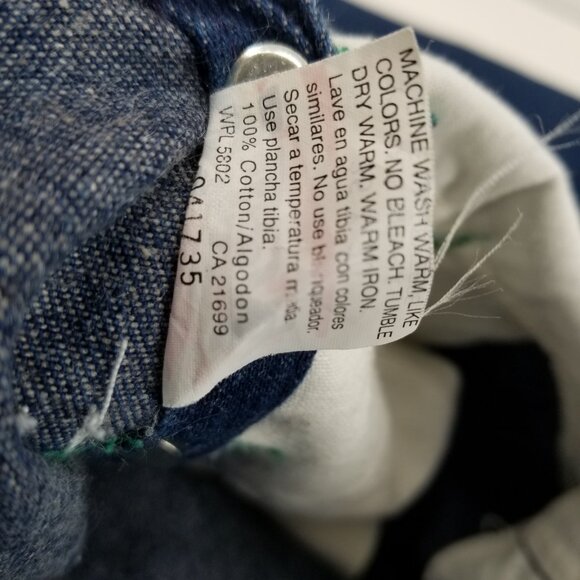 MACHINE WASH WARM, LIKE
COLORS. NO BLEACH. TUMBLE
DRY WARM. WARM IRON.
Lave en agua tibia con colores
similares. No use
Secar a temperatura
Use plancha tibia.
100% Cotton/Algodon
WPL 5802 CA 21699
041735